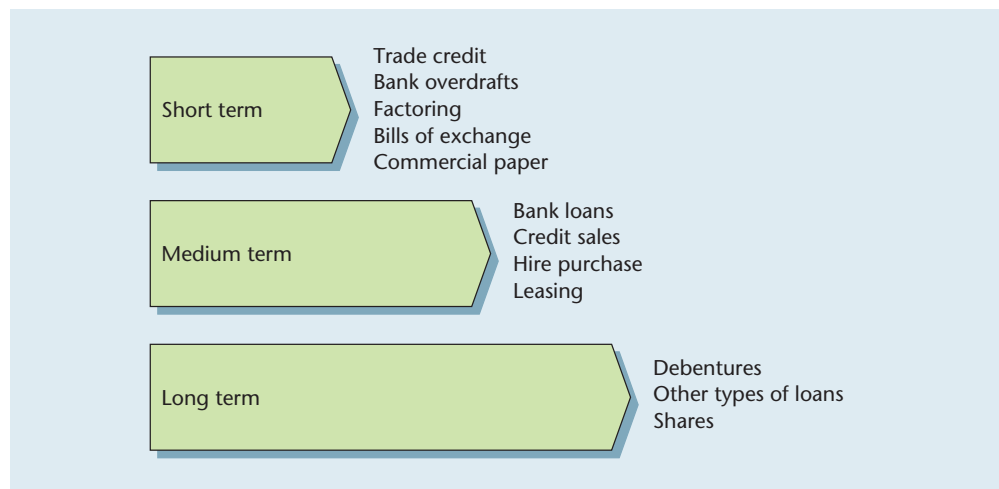 Short term
Trade credit
Bank overdrafts
Factoring
Bills of exchange
Commercial paper
Medium term
Bank loans
Credit sales
Hire purchase
Leasing
Long term
Debentures
Other types of loans
Shares